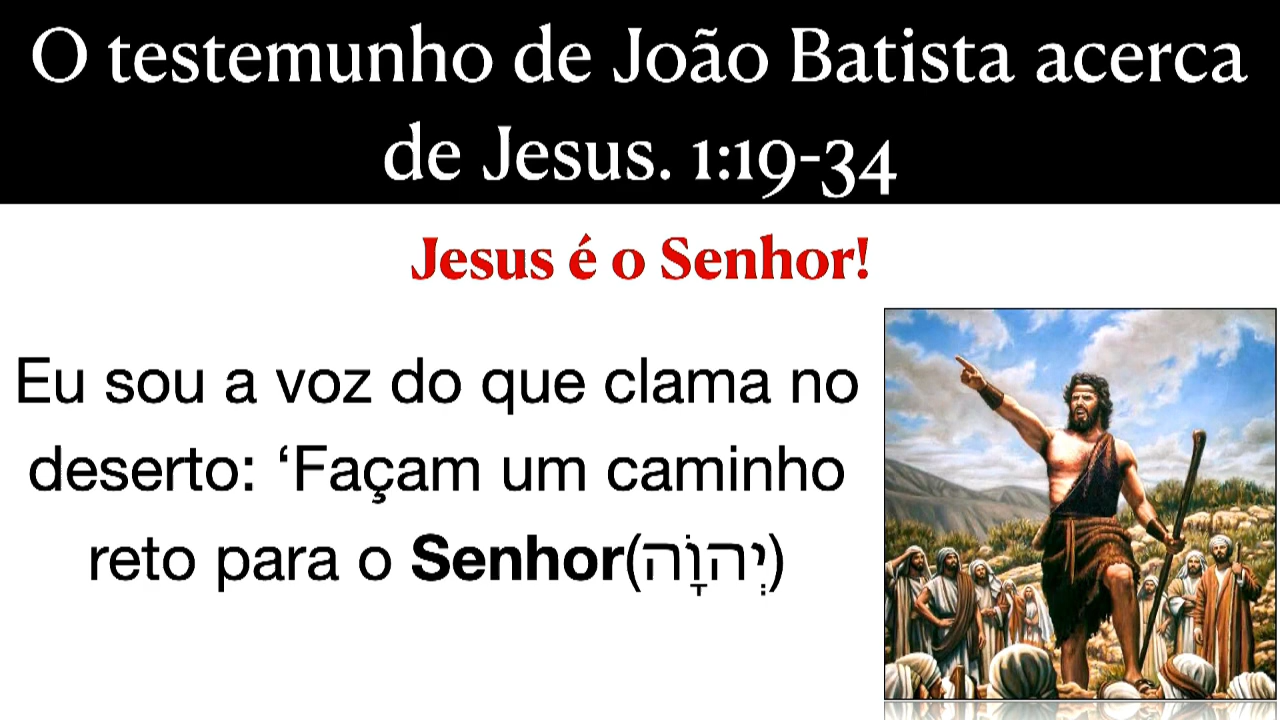 O testemunho de João Batista acerca
de Jesus. 1:19-34
Jesus é o Senhor!
Eu sou a voz do que clama no
deserto: ‘Façam um caminho
reto para o Senhor(יְהוָֹה)